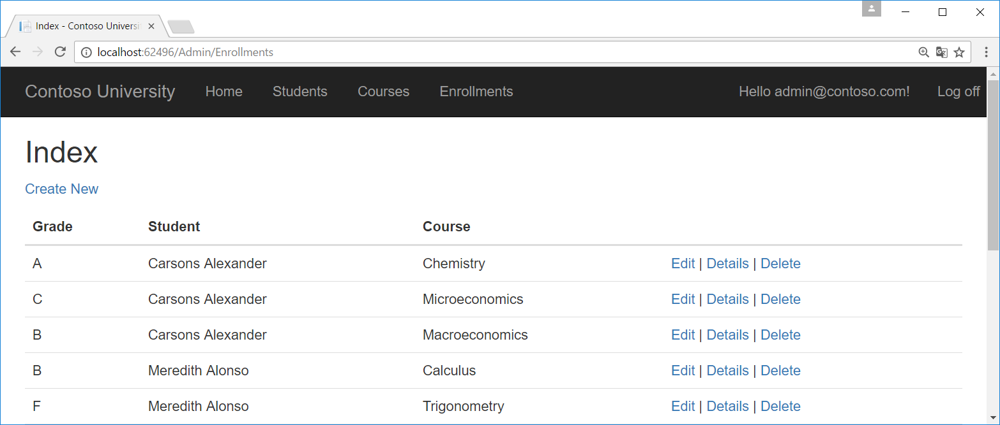 Index - Contoso Universit
localhost:62496/Admin/Enrollments
Contoso University Home Students Courses Enrollments Hello admin@contoso.com! Log off
Index
Create New
Grade Student Course
A Carsons Alexander Chemistry Edit | Details | Delete
C Carsons Alexander Microeconomics Edit | Details | Delete
B Carsons Alexander Macroeconomics Edit | Details | Delete
B Meredith Alonso Calculus Edit | Details | Delete
F Meredith Alonso Trigonometry Edit | Details | Delete